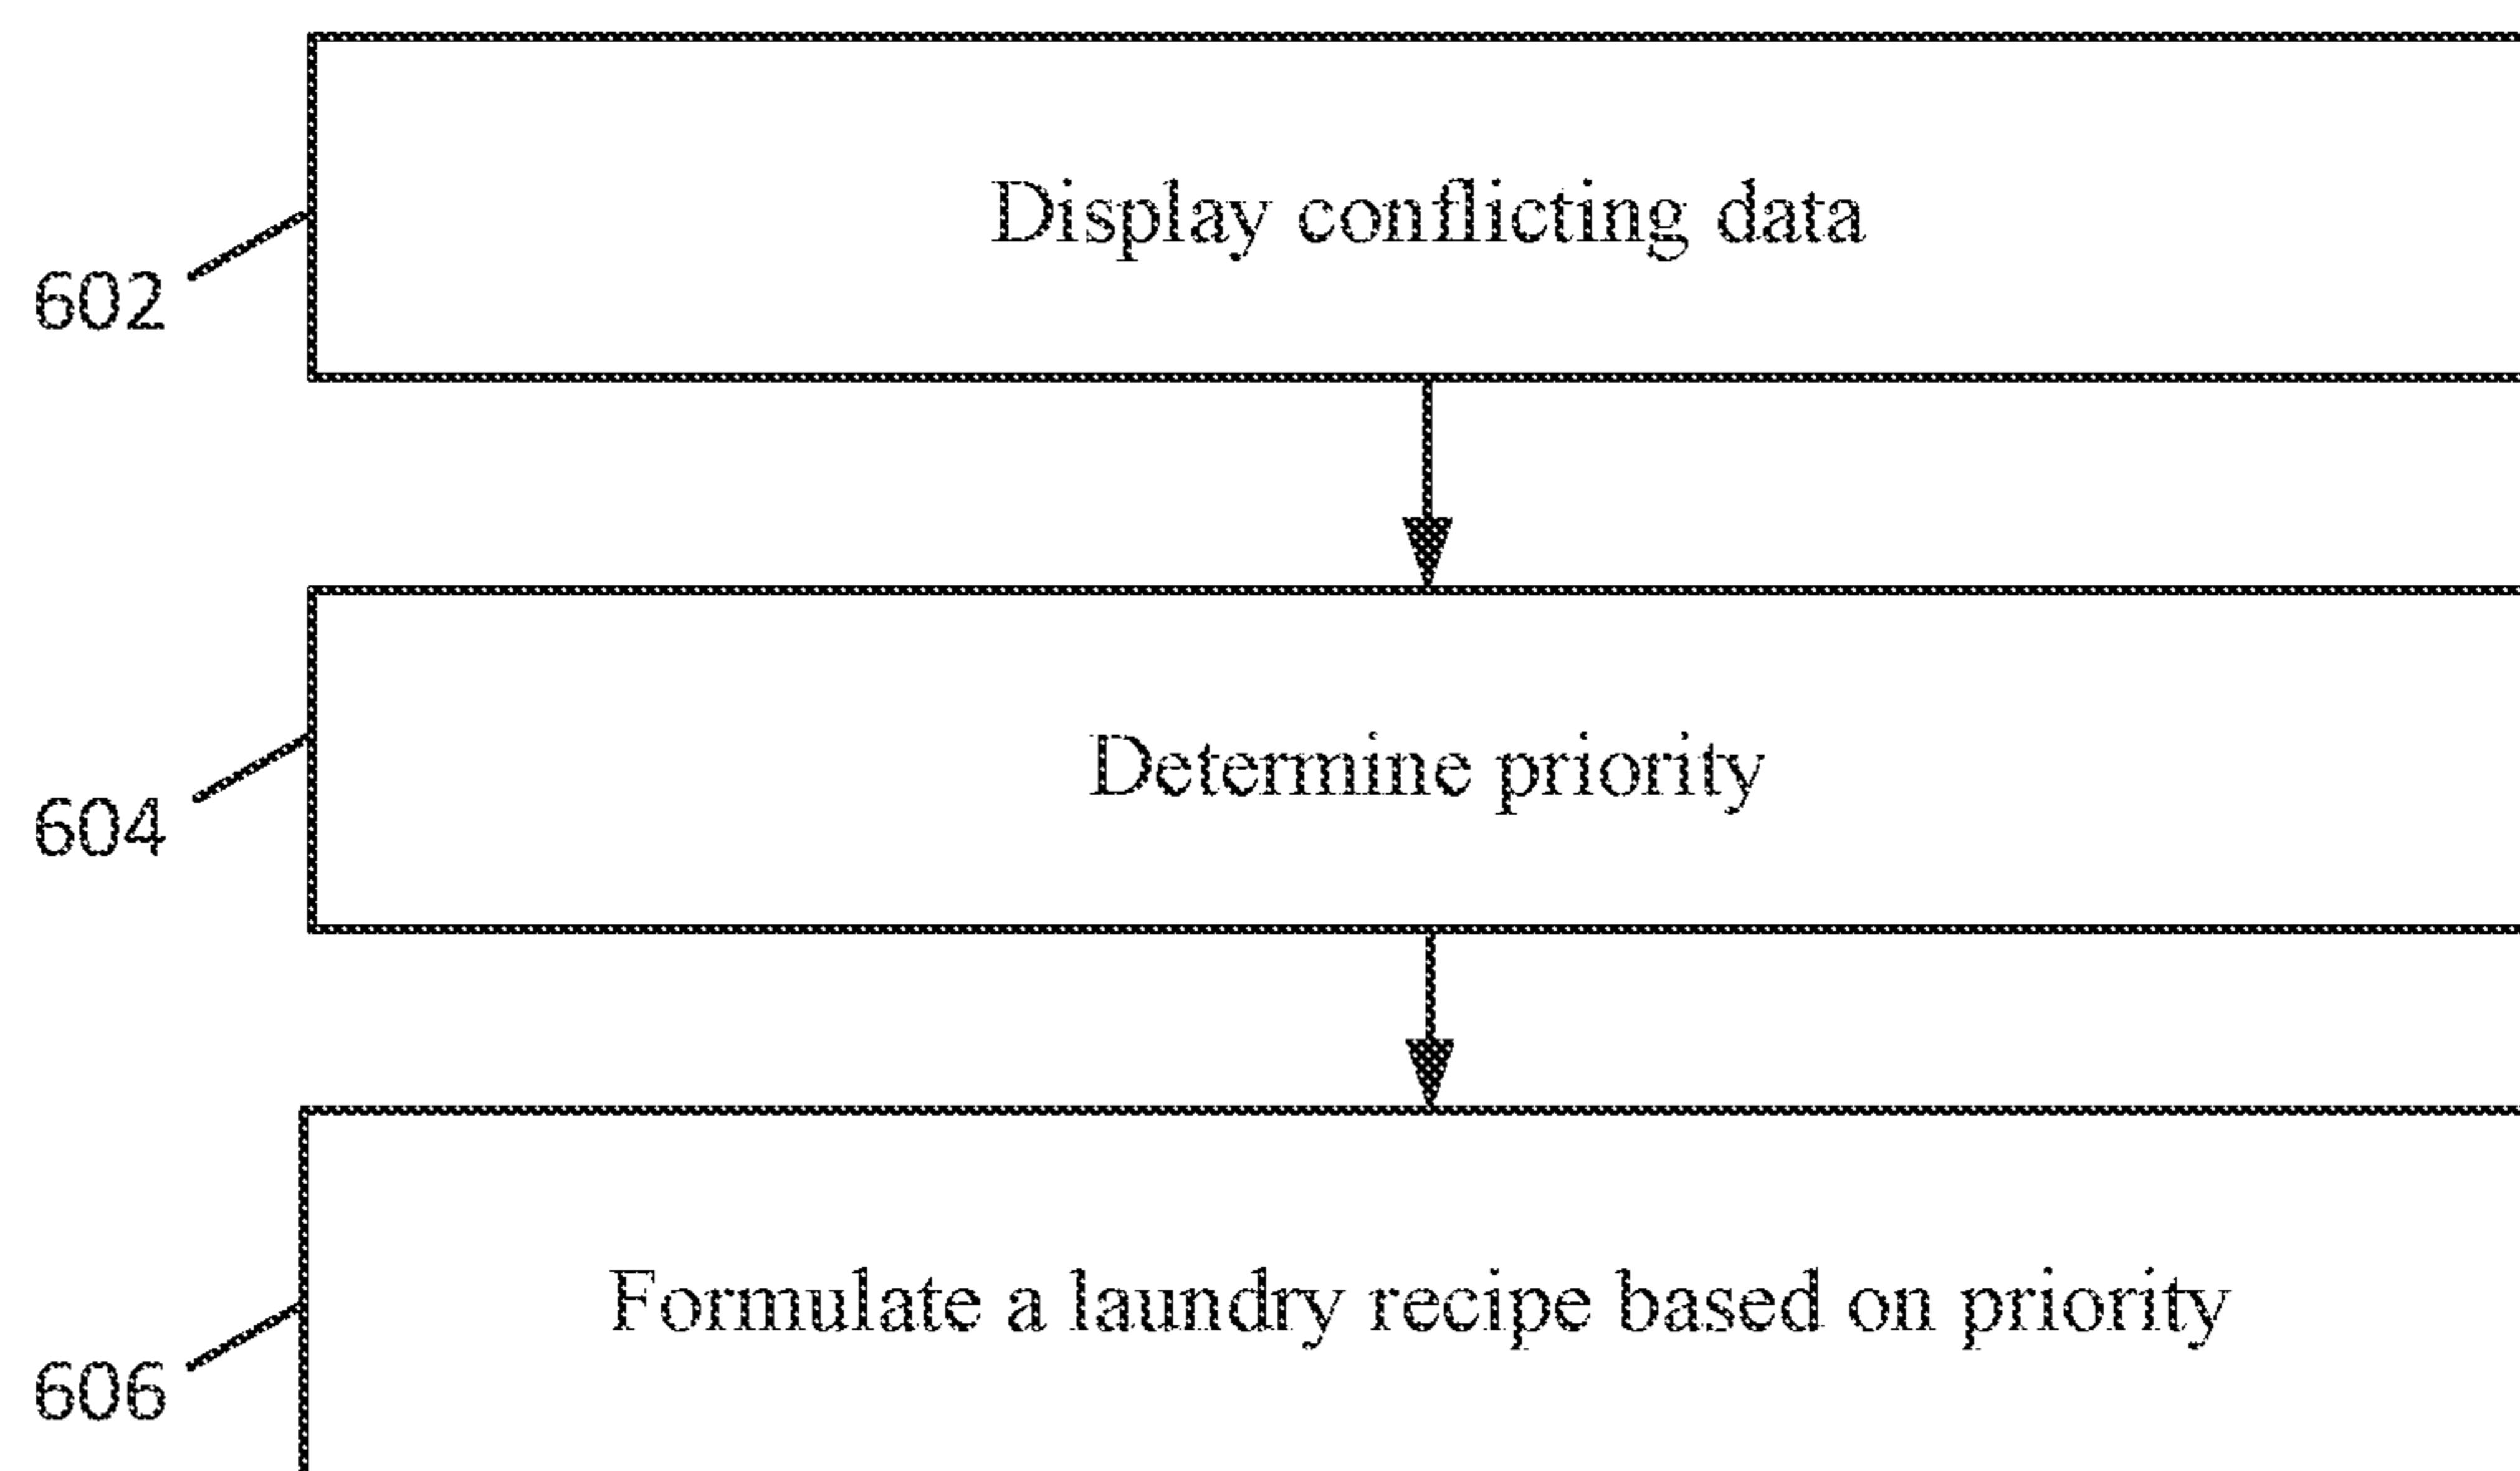 Display conflicting data
602
Determine priority
604
Formulate a laundry recipe based on priority
606